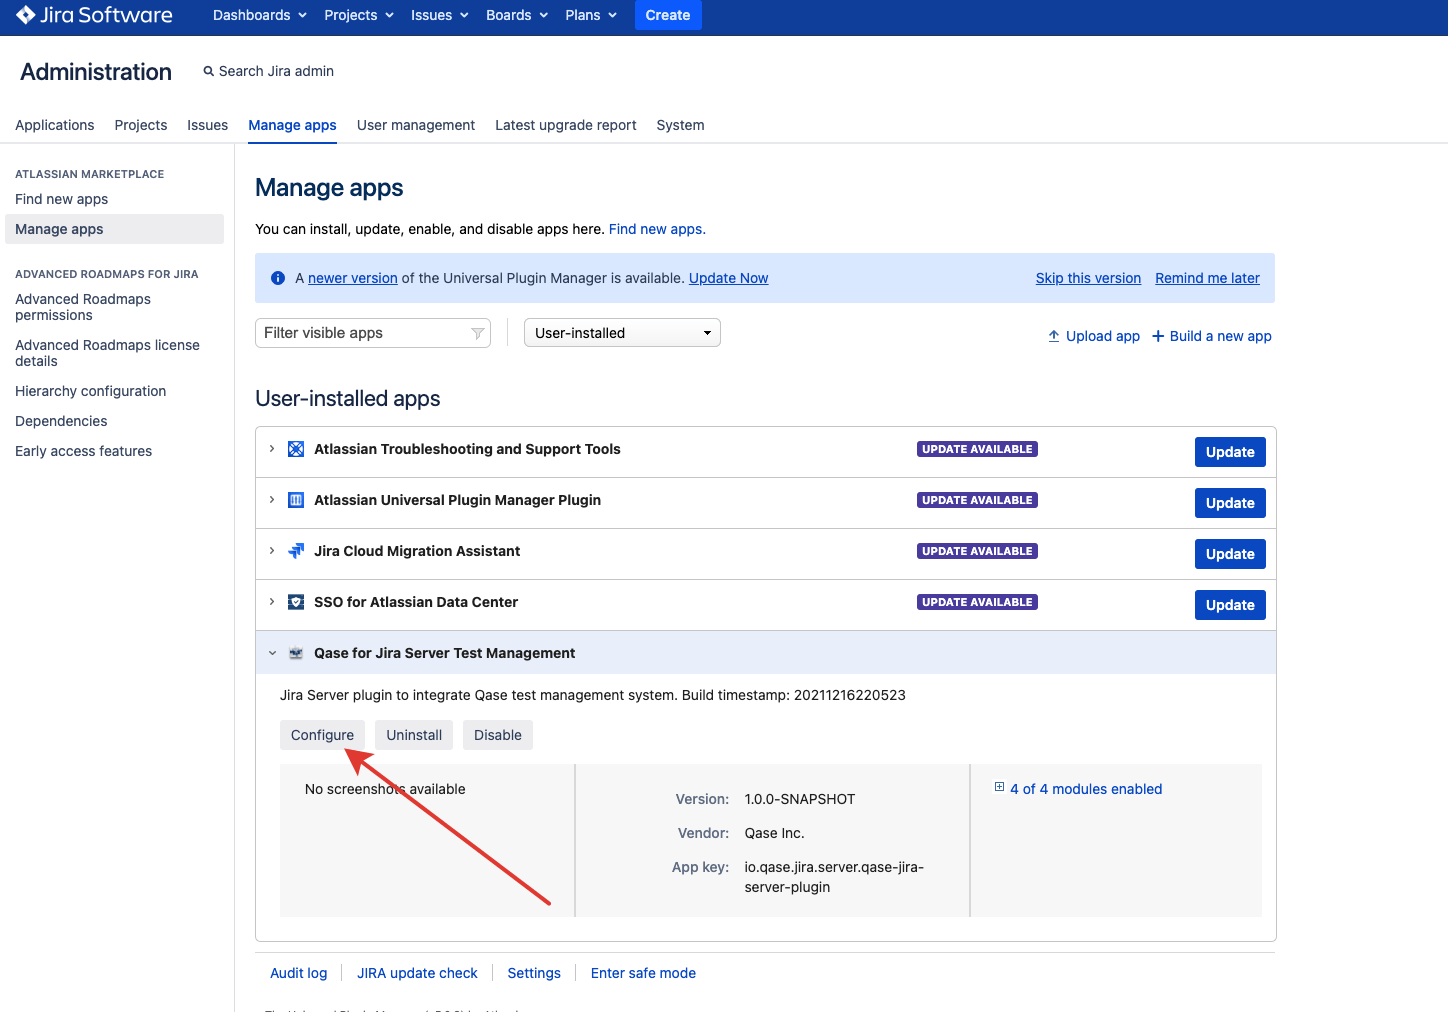 Jira Software Dashboards Projects Issues Boards Plans Create
Administration Search Jira admin
Applications Projects Issues Manage apps User management Latest upgrade report System
ATLASSIAN MARKETPLACE
Find new apps
Manage apps
ADVANCED ROADMAPS FOR JIRA
Advanced Roadmaps
permissions
Advanced Roadmaps license
details
Hierarchy configuration
Dependencies
Early access features
Manage apps
You can install, update, enable, and disable apps here. Find new apps.
A newer version of the Universal Plugin Manager is available. Update Now Skip this version Remind me later
Filter visible apps User-installed Upload app Build a new app
User-installed apps
Atlassian Troubleshooting and Support Tools UPDATE AVAILABLE Update
Atlassian Universal Plugin Manager Plugin UPDATE AVAILABLE Update
Jira Cloud Migration Assistant UPDATE AVAILABLE Update
SSO for Atlassian Data Center UPDATE AVAILABLE Update
Qase for Jira Server Test Management
Jira Server plugin to integrate Qase test management system. Build timestamp: 20211216220523
Configure Uninstall Disable
No screenshots available
Version: 1.0.0-SNAPSHOT
Vendor: Qase Inc.
App key: io.qase.jira.server.qase-jira-
server-plugin
4 of 4 modules enabled
Audit log JIRA update check Settings Enter safe mode